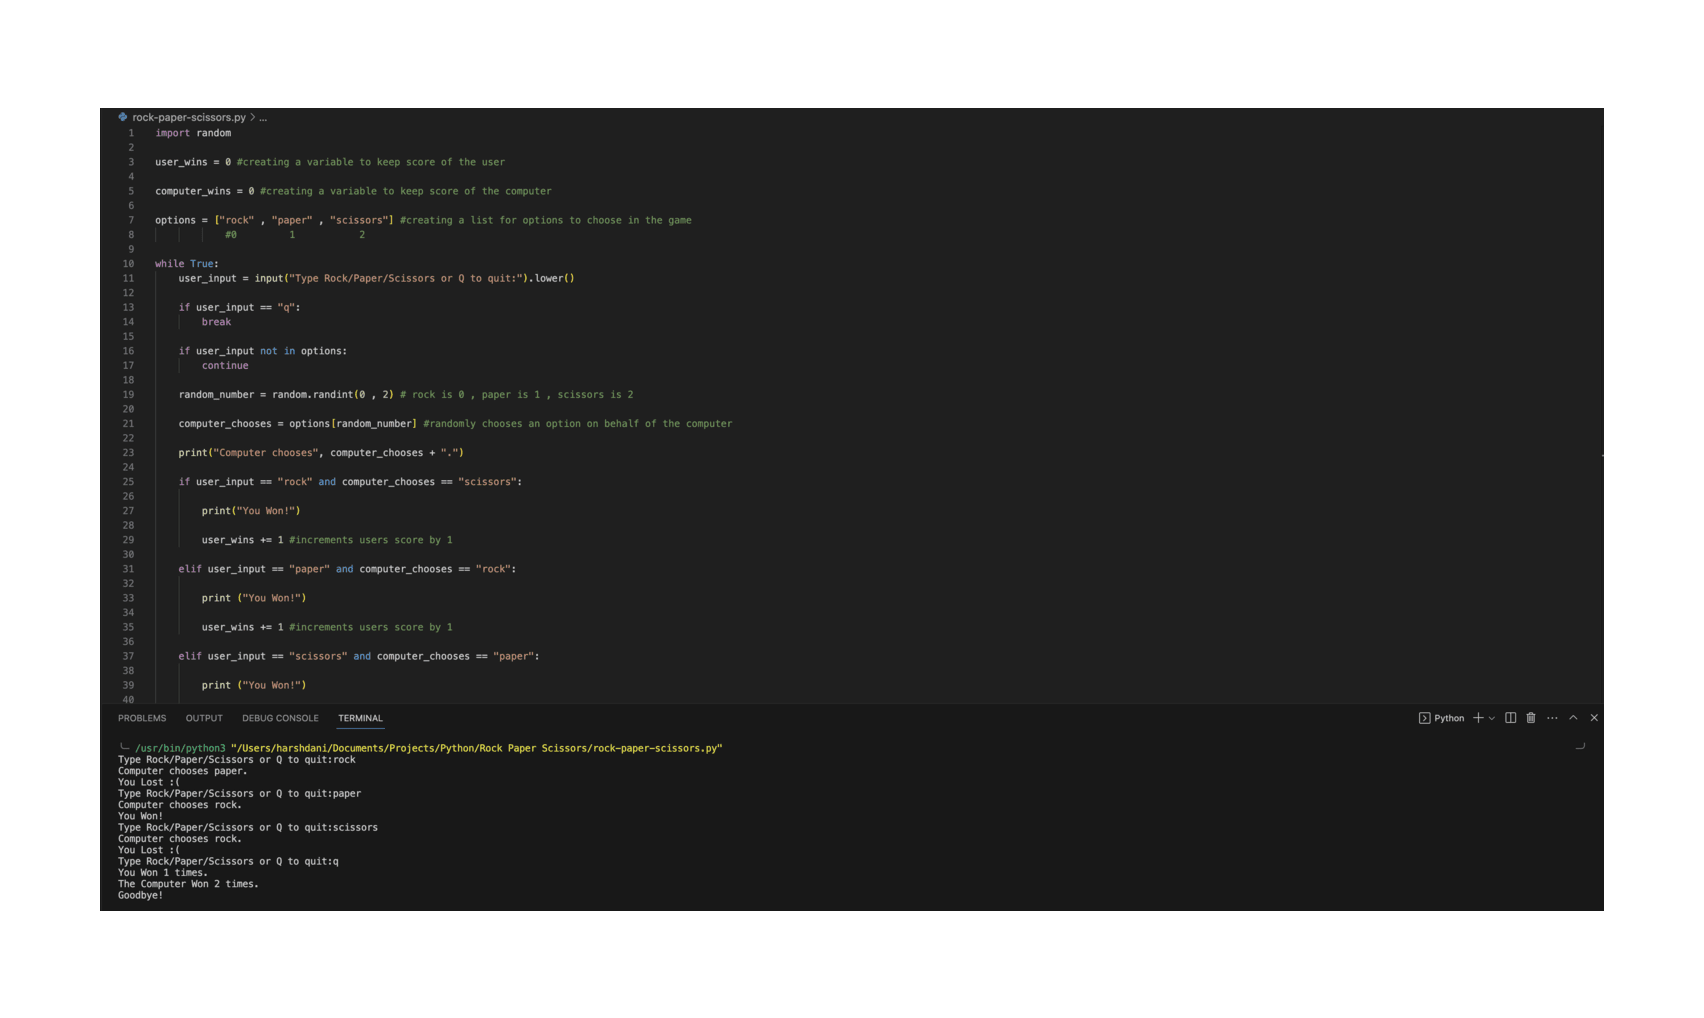 rock-paper-scissors.py > ...
1 import random
2
3 user_wins = 0 #creating a variable to keep score of the user
4
5 computer_wins = 0 #creating a variable to keep score of the computer
6
7 options = ["rock" , "paper" , "scissors"] #creating a list for options to choose in the game
8 #0 1 2
9
10 while True:
11 user_input = input("Type Rock/Paper/Scissors or Q to quit:").lower()
12
13 if user_input == "q":
14 break
15
16 if user_input not in options:
17 continue
18
19 random_number = random.randint(0 , 2) # rock is 0 , paper is 1 , scissors is 2
20
21 computer_chooses = options[random_number] #randomly chooses an option on behalf of the computer
22
23 print("Computer chooses", computer_chooses + ".")
24
25 if user_input == "rock" and computer_chooses == "scissors":
26
27 print("You Won!")
28
29 user_wins += 1 #increments users score by 1
30
31 elif user_input == "paper" and computer_chooses == "rock":
32
33 print ("You Won!")
34
35 user_wins += 1 #increments users score by 1
36
37 elif user_input == "scissors" and computer_chooses == "paper":
38
39 print ("You Won!")
40
PROBLEMS OUTPUT DEBUG CONSOLE TERMINAL Python
/usr/bin/python3 "/Users/harshdani/Documents/Projects/Python/Rock Paper Scissors/rock-paper-scissors.py"
Type Rock/Paper/Scissors or Q to quit:rock
Computer chooses paper.
You Lost :(
Type Rock/Paper/Scissors or Q to quit:paper
Computer chooses rock.
You Won!
Type Rock/Paper/Scissors or Q to quit:scissors
Computer chooses rock.
You Lost :(
Type Rock/Paper/Scissors or Q to quit:q
You Won 1 times.
The Computer Won 2 times.
Goodbye!